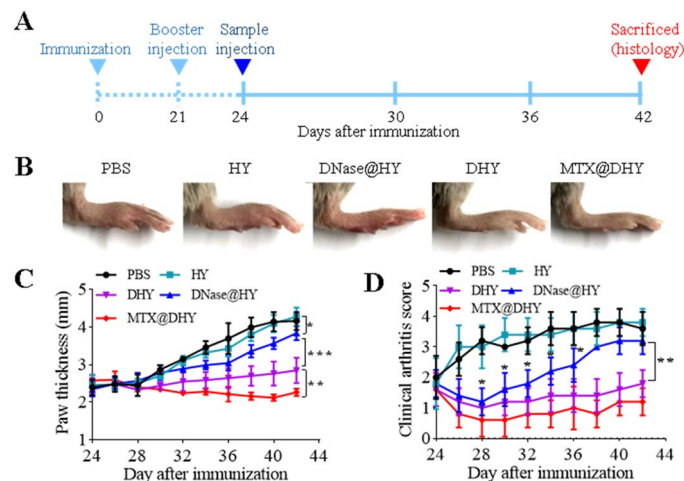 A
Immunization
Booster
injection
Sample
injection
Sacrificed
(histology)
0 21 24 30 36 42
Days after immunization
B
PBS HY DNase@HY DHY MTX@DHY
C
PBS HY
DHY DNase@HY
MTX@DHY
Paw thickness (mm)
5
4
3
2
1
*
***
**
24 28 32 36 40 44
Day after immunization
D
PBS HY
DHY DNase@HY
MTX@DHY
Clinical arthritis score
5
4
3
2
1
0
* * * * *
**
24 28 32 36 40 44
Day after immunization